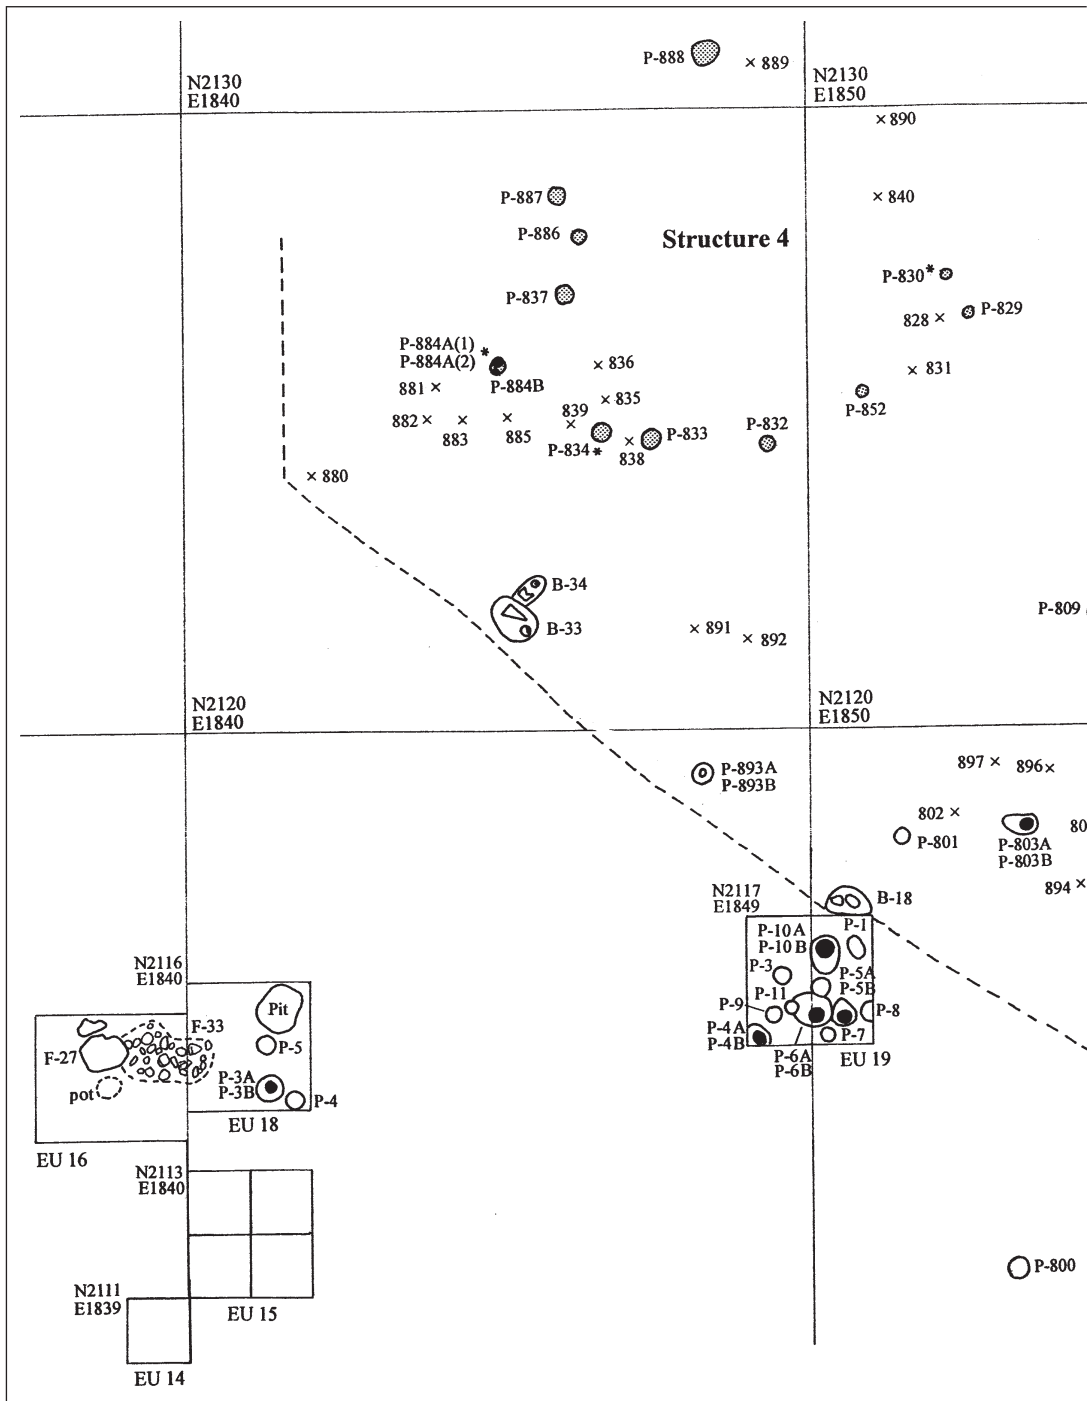 P-888
889
N2130
E1840
N2130
E1850
890
P-887
840
P-886
Structure 4
P-830*
P-837
828
P-829
P-884A(1)
P-884A(2)
*
836
831
881
P-884B
835
P-852
882
883
885
839
P-834
*
838
P-833
P-832
880
B-34
B-33
891
892
P-809
N2120
E1840
N2120
E1850
P-893A
P-893B
897
896
802
P-801
P-803A
P-803B
80
894
N2117
E1849
B-18
P-10A
P-10B
P-1
P-3
P-5A
P-5B
P-11
P-9
P-8
P-4A
P-4B
P-7
P-6A
P-6B
EU 19
N2116
E1840
Pit
F-33
F-27
P-5
P-3A
P-3B
pot
P-4
EU 18
EU 16
N2113
E1840
P-800
N2111
E1839
EU 15
EU 14